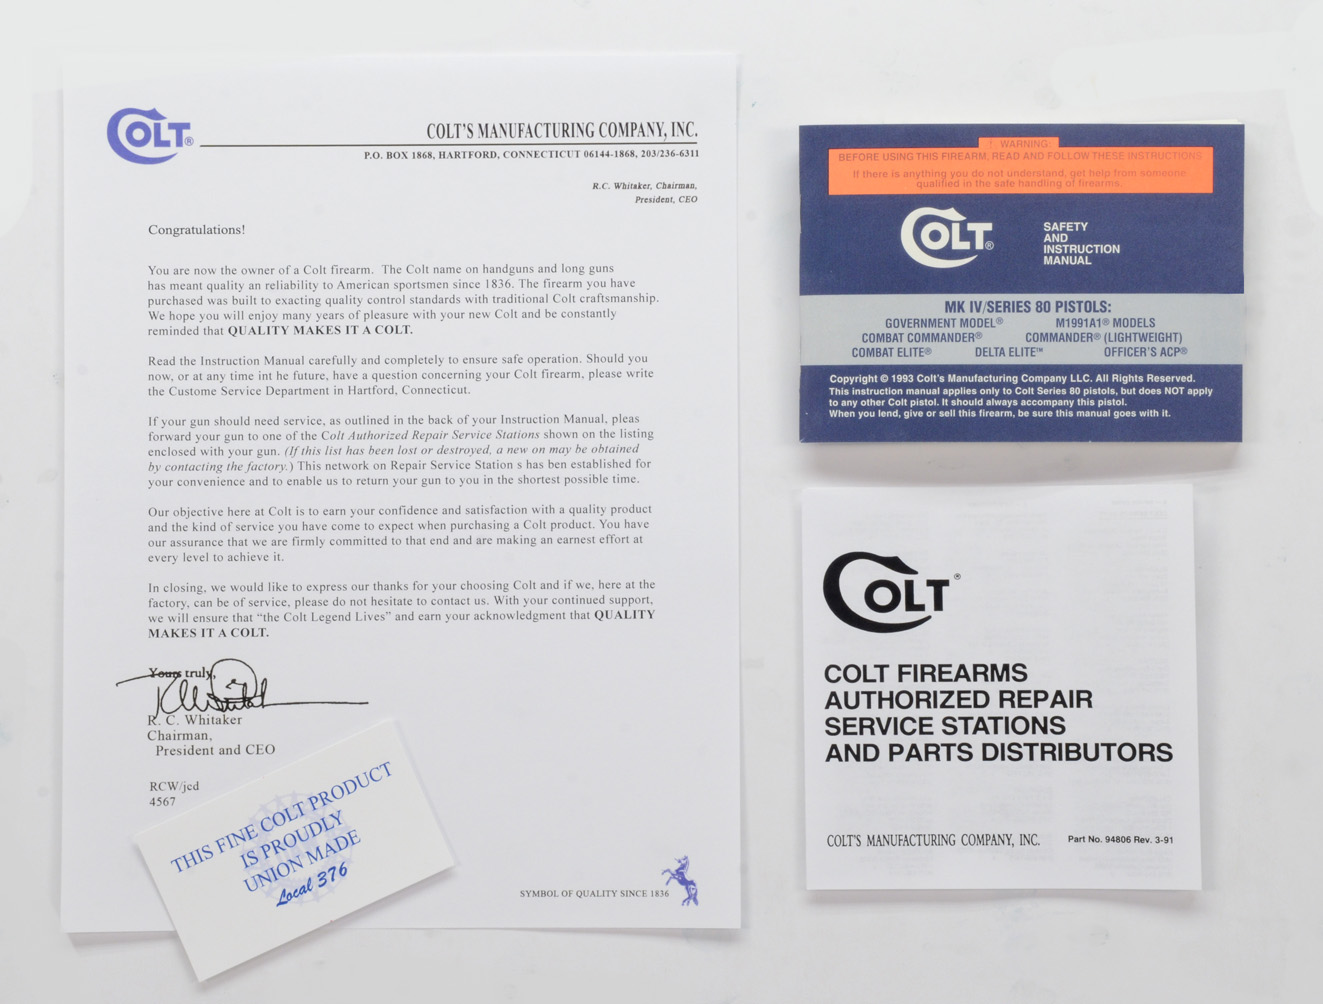 COLT®
COLT'S MANUFACTURING COMPANY, INC.
P.O. BOX 1868, HARTFORD, CONNECTICUT 06144-1868, 203/236-6311
R.C. Whitaker, Chairman,
President, CEO
Congratulations!
You are now the owner of a Colt firearm. The Colt name on handguns and long guns
has meant quality an reliability to American sportsmen since 1836. The firearm you have
purchased was built to exacting quality control standards with traditional Colt craftsmanship.
We hope you will enjoy many years of pleasure with your new Colt and be constantly
reminded that QUALITY MAKES IT A COLT.
Read the Instruction Manual carefully and completely to ensure safe operation. Should you
now, or at any time int he future, have a question concerning your Colt firearm, please write
the Custome Service Department in Hartford, Connecticut.
If your gun should need service, as outlined in the back of your Instruction Manual, pleas
forward your gun to one of the Colt Authorized Repair Service Stations shown on the listing
enclosed with your gun. (If this list has been lost or destroyed, a new on may be obtained
by contacting the factory.) This network on Repair Service Station s has ben established for
your convenience and to enable us to return your gun to you in the shortest possible time.
Our objective here at Colt is to earn your confidence and satisfaction with a quality product
and the kind of service you have come to expect when purchasing a Colt product. You have
our assurance that we are firmly committed to that end and are making an earnest effort at
every level to achieve it.
In closing, we would like to express our thanks for your choosing Colt and if we, here at the
factory, can be of service, please do not hesitate to contact us. With your continued support,
we will ensure that "the Colt Legend Lives" and earn your acknowledgment that QUALITY
MAKES IT A COLT.
Yours truly,
R. C. Whitaker
Chairman,
President and CEO
RCW/jcd
4567
SYMBOL OF QUALITY SINCE 1836
THIS FINE COLT PRODUCT
IS PROUDLY
UNION MADE
Local 376
! WARNING:
BEFORE USING THIS FIREARM, READ AND FOLLOW THESE INSTRUCTIONS
If there is anything you do not understand, get help from someone
qualified in the safe handling of firearms.
COLT®
SAFETY
AND
INSTRUCTION
MANUAL
MK IV/SERIES 80 PISTOLS:
GOVERNMENT MODEL® M1991A1® MODELS
COMBAT COMMANDER® COMMANDER® (LIGHTWEIGHT)
COMBAT ELITE® DELTA ELITE™ OFFICER'S ACP®
Copyright © 1993 Colt's Manufacturing Company LLC. All Rights Reserved.
This instruction manual applies only to Colt Series 80 pistols, but does NOT apply
to any other Colt pistol. It should always accompany this pistol.
When you lend, give or sell this firearm, be sure this manual goes with it.
COLT®
COLT FIREARMS
AUTHORIZED REPAIR
SERVICE STATIONS
AND PARTS DISTRIBUTORS
COLT'S MANUFACTURING COMPANY, INC. Part No. 94806 Rev. 3-91